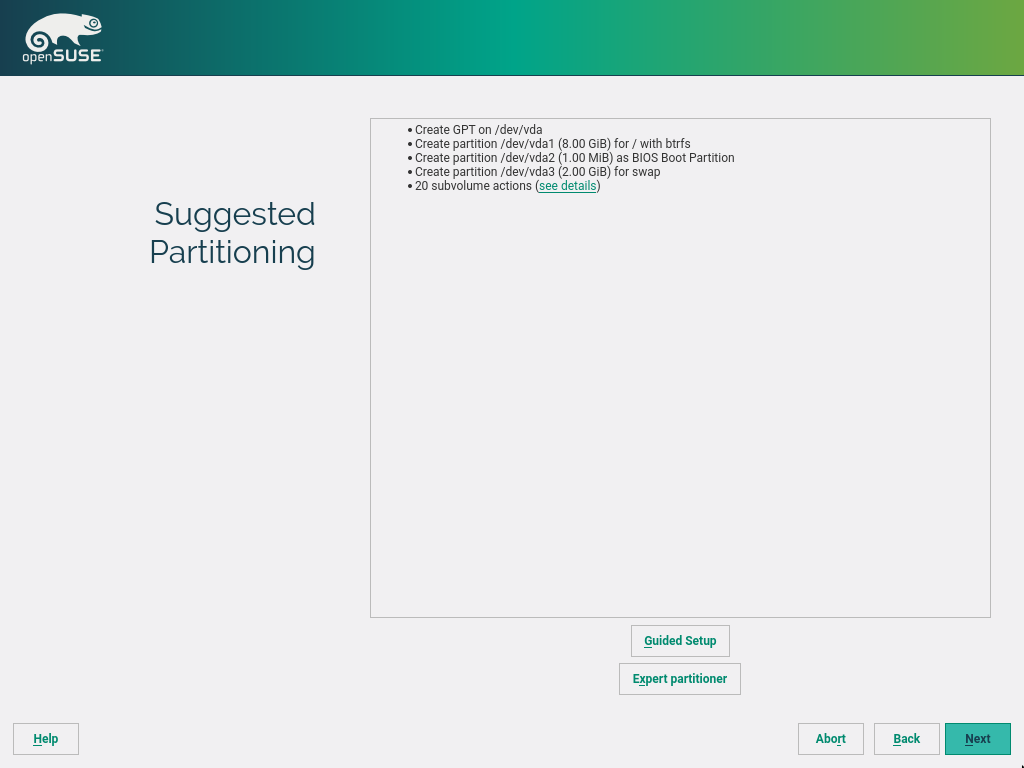 openSUSE
Suggested
Partitioning
• Create GPT on /dev/vda
• Create partition /dev/vda1 (8.00 GiB) for / with btrfs
• Create partition /dev/vda2 (1.00 MiB) as BIOS Boot Partition
• Create partition /dev/vda3 (2.00 GiB) for swap
• 20 subvolume actions (see details)
Guided Setup
Expert partitioner
Help
Abort
Back
Next